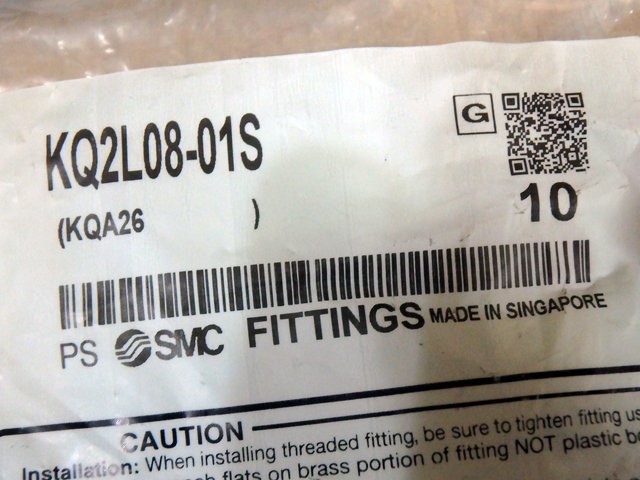 KQ2L08-01S
G
(KQA26 )
10
PS SMC FITTINGS MADE IN SINGAPORE
CAUTION
Installation: When installing threaded fitting, be sure to tighten fitting
flats on brass portion of fitting NOT plastic